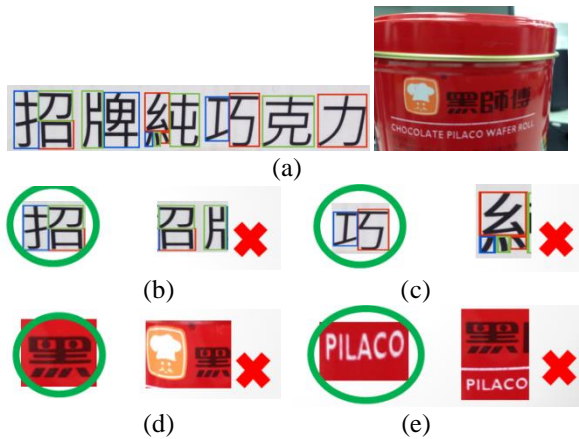 招牌純巧克力
黑師傅
CHOCOLATE PILACO WAFER ROLL
(a)
招
召
巧
糹
(b)
(c)
黑
黑
PILACO
黑
PILACO
(d)
(e)